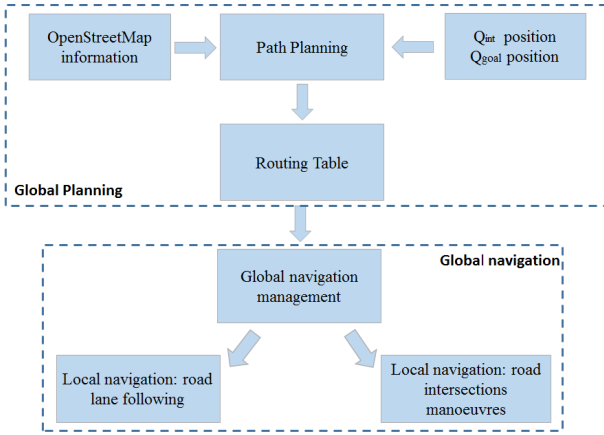 OpenStreetMap
information
Path Planning
Qint position
Qgoal position
Routing Table
Global Planning
Global navigation
Global navigation
management
Local navigation: road
lane following
Local navigation: road
intersections
manoeuvres